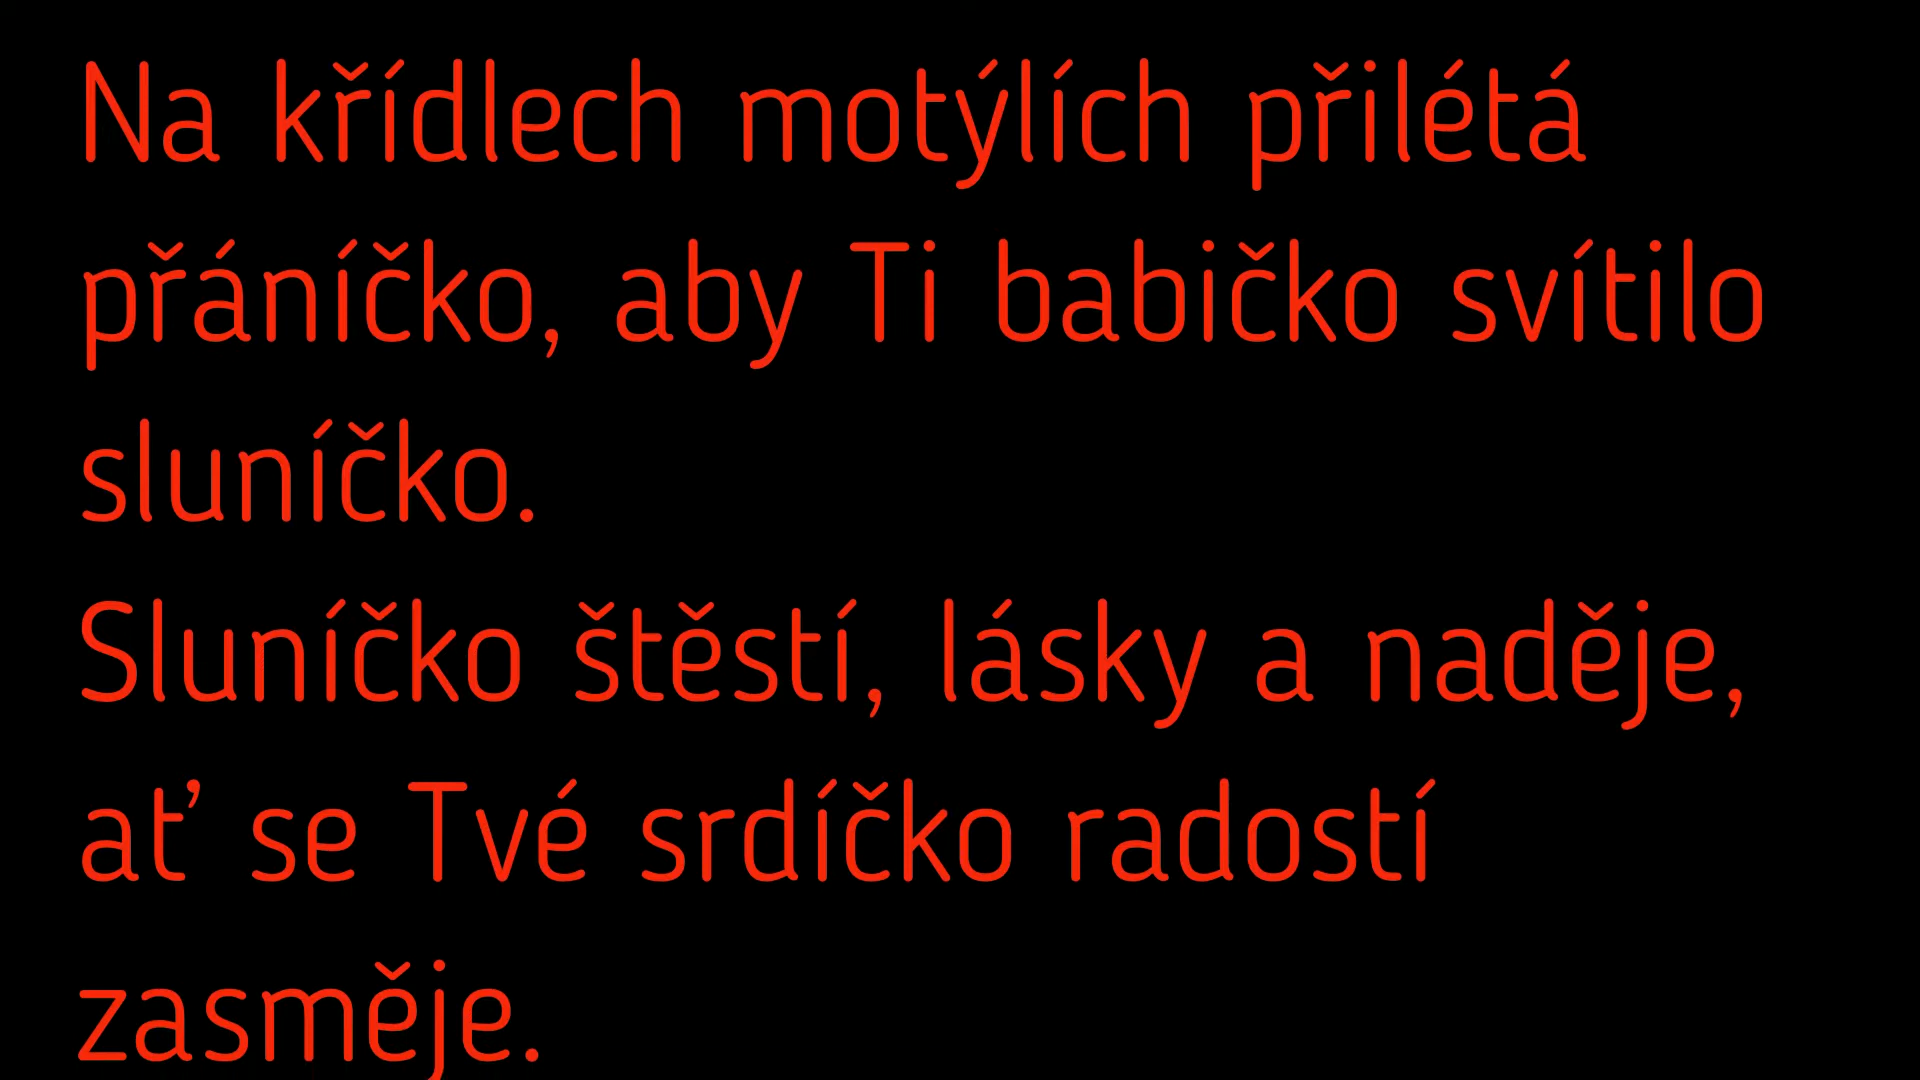 Na křídlech motýlích přilétá
přáníčko, aby Ti babičko svítilo
sluníčko.
Sluníčko štěstí, lásky a naděje,
ať se Tvé srdíčko radostí
zasměje.